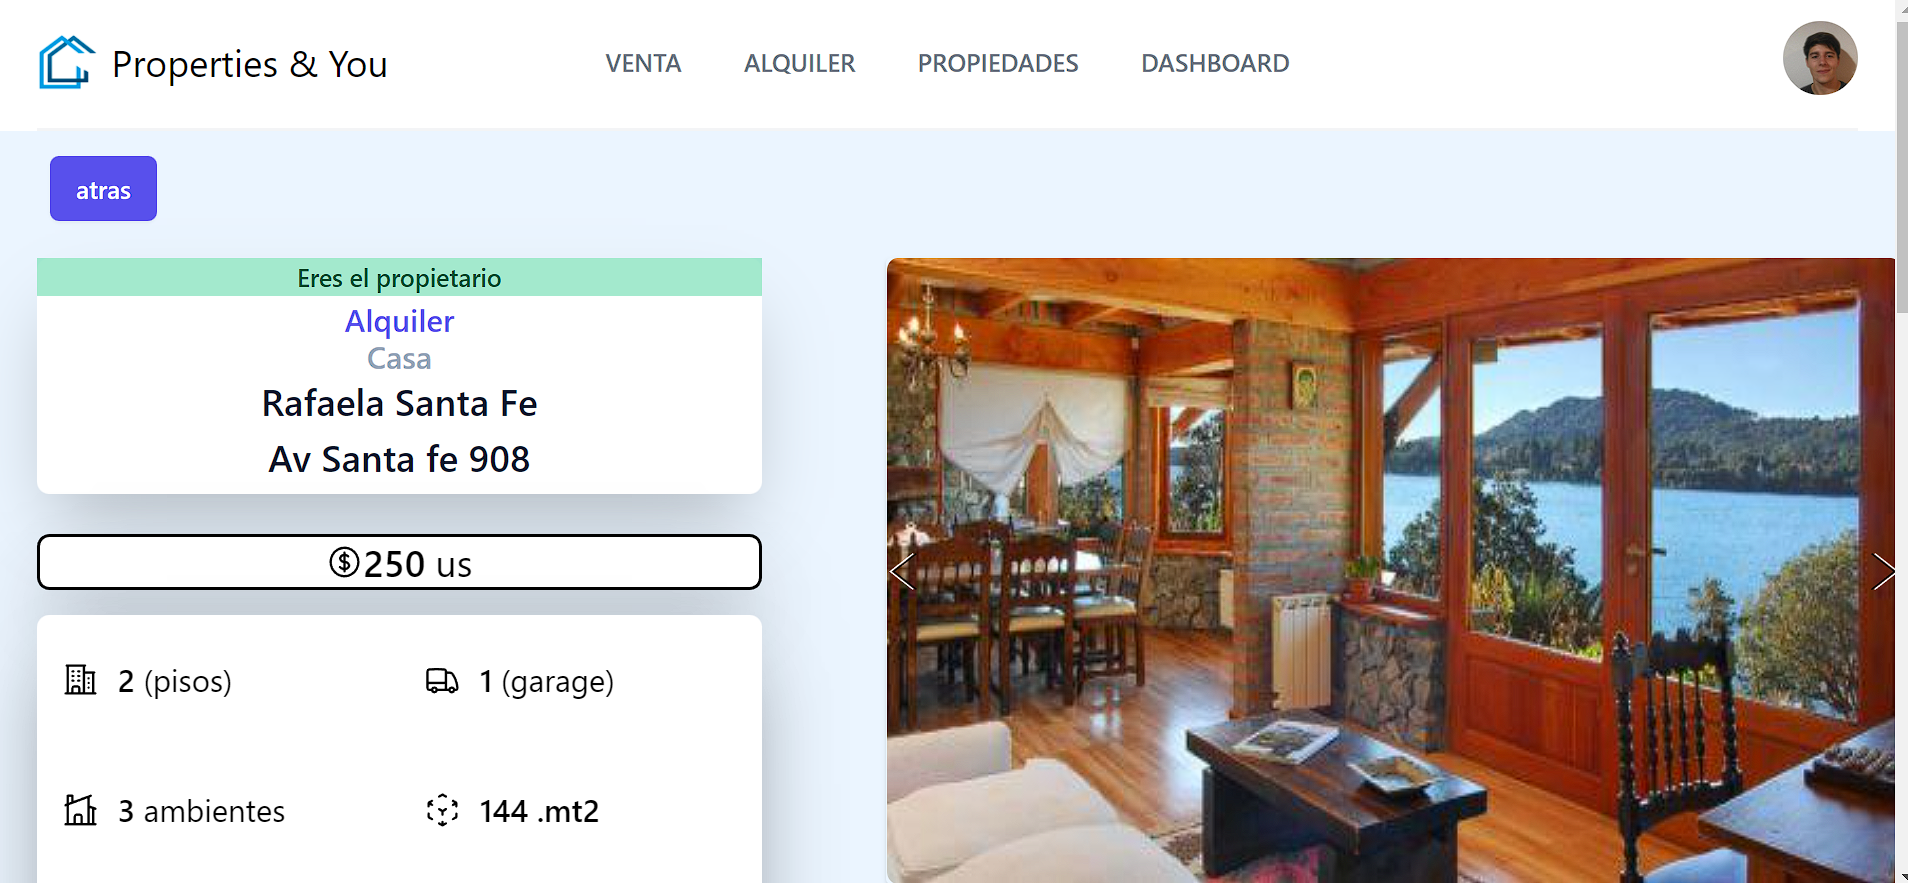 Properties & You
VENTA
ALQUILER
PROPIEDADES
DASHBOARD
atras
Eres el propietario
Alquiler
Casa
Rafaela Santa Fe
Av Santa fe 908
$250 us
2 (pisos)
1 (garage)
3 ambientes
144 .mt2